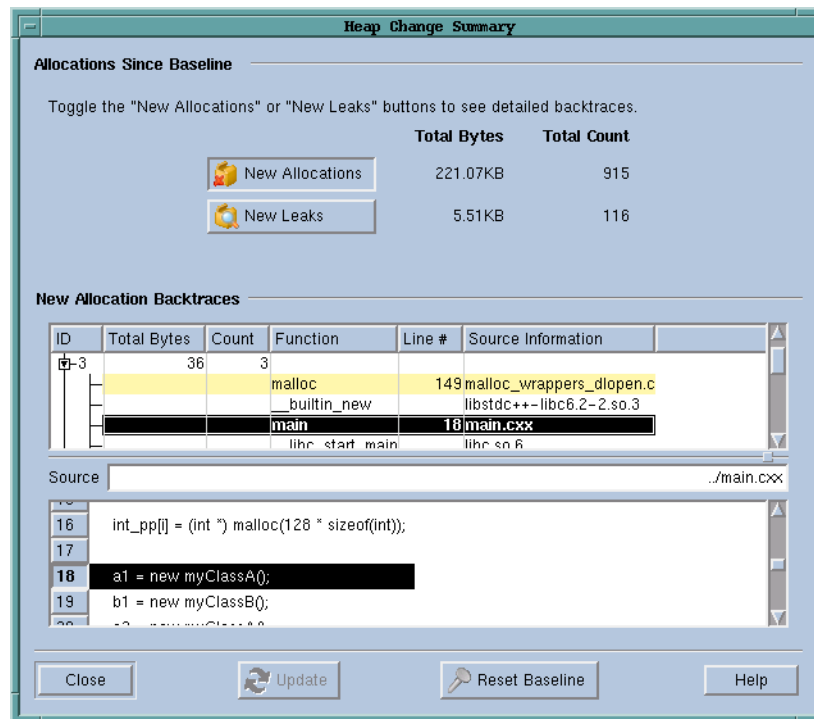 Heap Change Summary
Allocations Since Baseline
Toggle the "New Allocations" or "New Leaks" buttons to see detailed backtraces.
Total Bytes Total Count
New Allocations 221.07KB 915
New Leaks 5.51KB 116
New Allocation Backtraces
ID Total Bytes Count Function Line # Source Information
3 36 3
malloc 149 malloc_wrappers_dlopen.c
__builtin_new libstdc++-libc6.2-2.so.3
main 18 main.cxx
__libc_start_main libc.so.6
Source ../main.cxx
16 int_pp[i] = (int *) malloc(128 * sizeof(int));
17
18 a1 = new myClassA();
19 b1 = new myClassB();
Close Update Reset Baseline Help